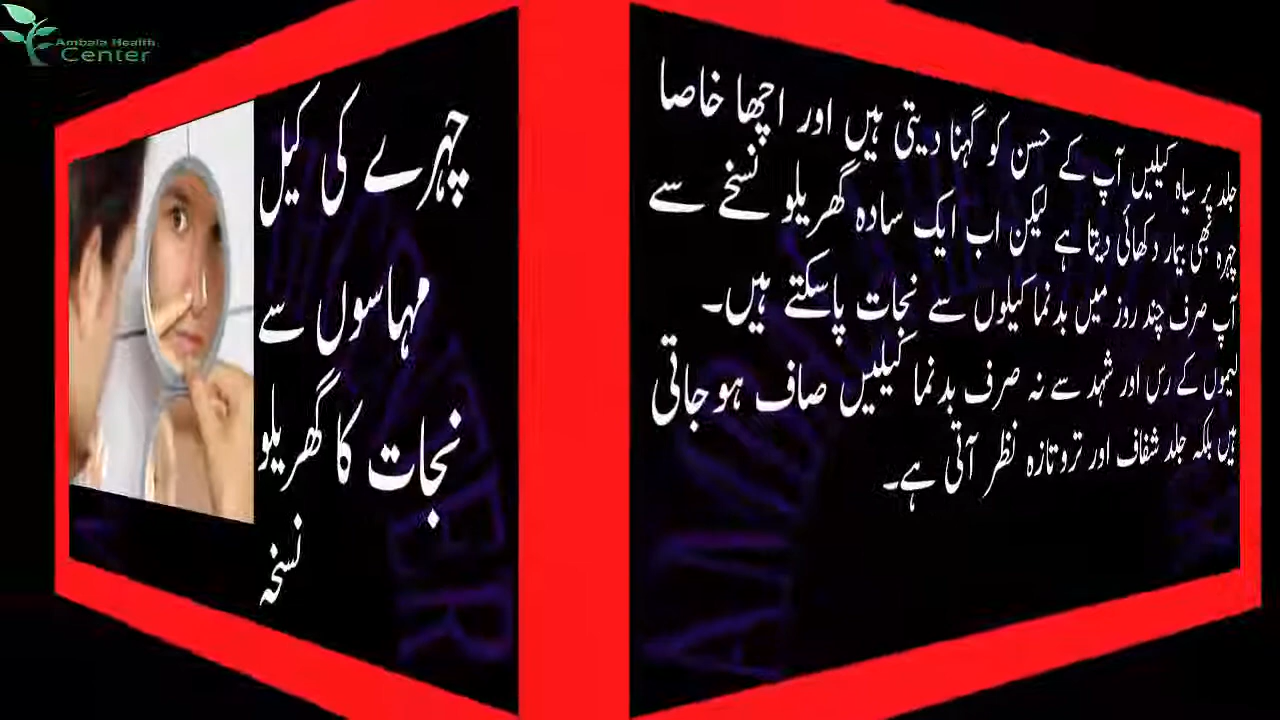 Ambala Health
Center
چہرے کی کیل
مہاسوں سے
نجات کا گھریلو
نسخہ
جلد پر سیاہ کیلیں آپ کے حسن کو گہنا دیتی ہیں اور اچھا خاصا
چہرہ بھی بیمار دکھائی دیتا ہے لیکن اب ایک سادہ گھریلو نسخے سے
آپ صرف چند روز میں بدنما کیلوں سے نجات پاسکتے ہیں۔
لیموں کے رس اور شہد سے نہ صرف بدنما کیلیں صاف ہو جاتی
ہیں بلکہ جلد شفاف اور تروتازہ نظر آتی ہے۔